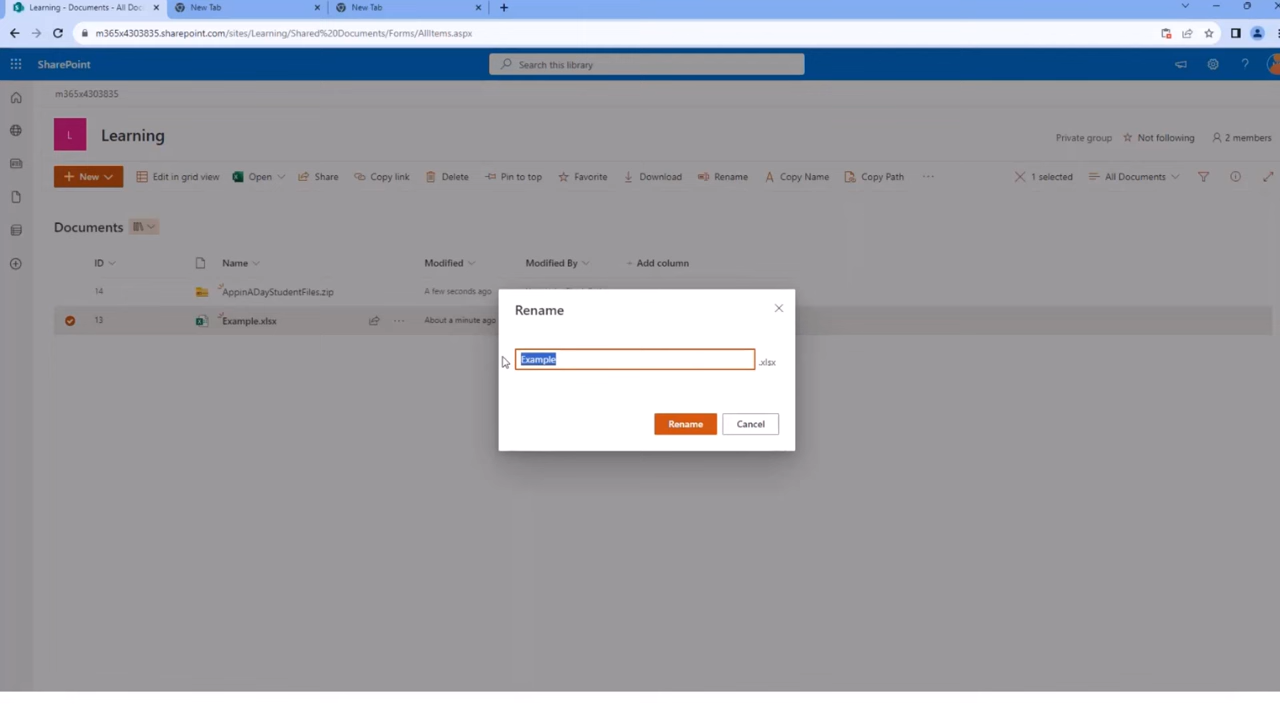 Learning - Documents - All Doc
New Tab
New Tab
m365x4303835.sharepoint.com/sites/Learning/Shared%20Documents/Forms/AllItems.aspx
SharePoint
Search this library
m365x4303835
L
Learning
Private group
Not following
2 members
New
Edit in grid view
Open
Share
Copy link
Delete
Pin to top
Favorite
Download
Rename
Copy Name
Copy Path
1 selected
All Documents
Documents
ID
Name
Modified
Modified By
Add column
14
AppinADayStudentFiles.zip
A few seconds ago
13
Example.xlsx
About a minute ago
Rename
Example
.xlsx
Rename
Cancel